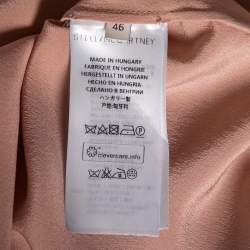 46
STELLA McCARTNEY
MADE IN HUNGARY
FABRIQUE EN HONGRIE
HERGESTELLT IN UNGARN
HECHO EN HUNGRÍA
СДЕЛАНО В ВЕНГРИИ
ハンガリー製
产地:匈牙利
clevercare.info